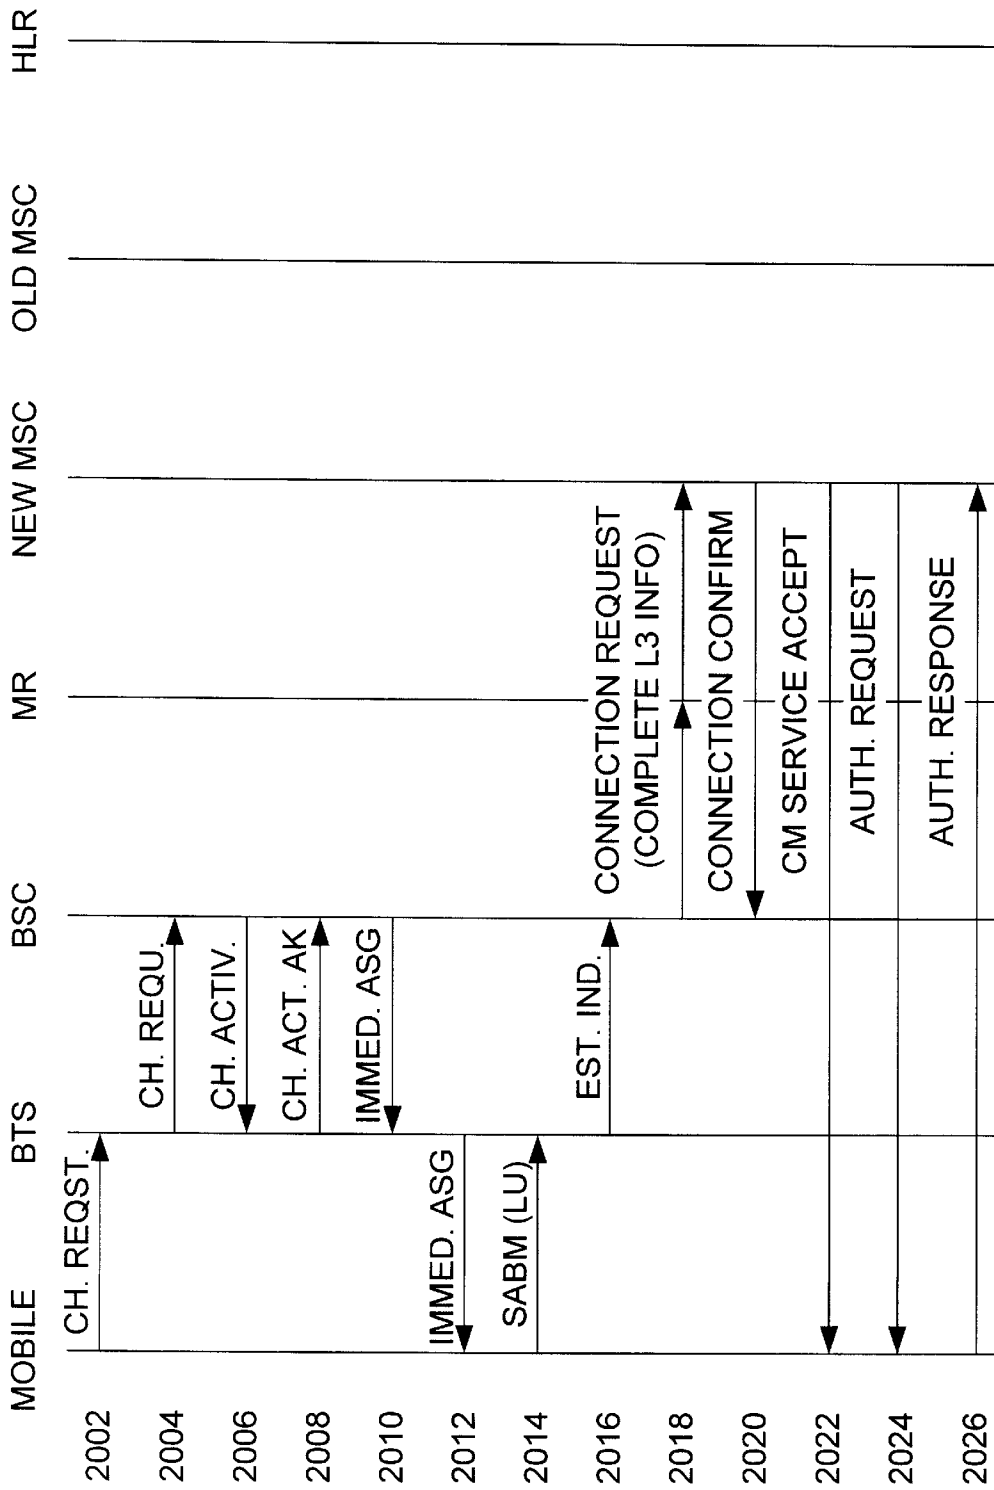 MOBILE
BTS
BSC
MR
NEW MSC
OLD MSC
HLR
2002
CH. REQST.
2004
CH. REQU.
2006
CH. ACTIV.
2008
CH. ACT. AK
2010
IMMED. ASG
2012
IMMED. ASG
2014
SABM (LU)
2016
EST. IND.
2018
CONNECTION REQUEST
(COMPLETE L3 INFO)
2020
CONNECTION CONFIRM
2022
CM SERVICE ACCEPT
2024
AUTH. REQUEST
2026
AUTH. RESPONSE